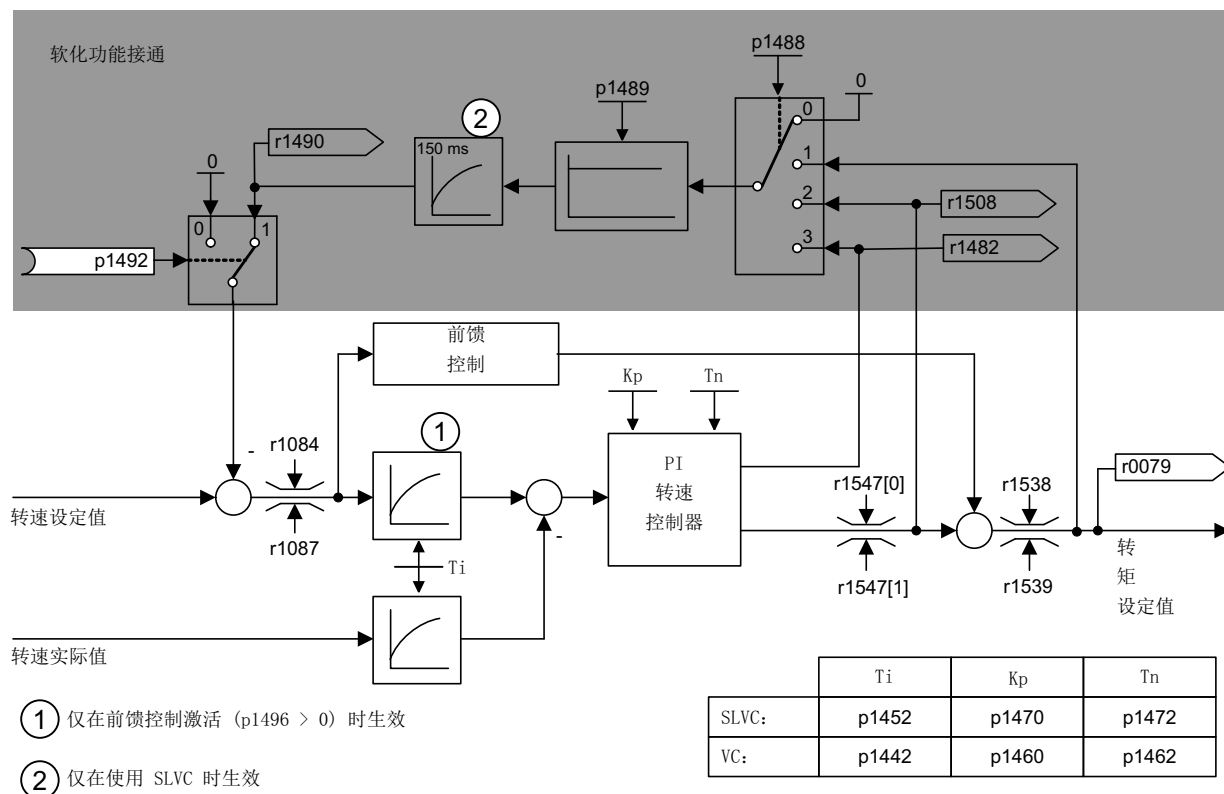 软化功能接通
p1488
0
p1489
0
2
r1490
150 ms
1
0
2
r1508
0
1
3
r1482
p1492
前馈
控制
Kp
Tn
-
r1084
1
PI
转速
控制器
r1547[0]
r1538
r0079
转速设定值
r1087
-
Ti
r1547[1]
r1539
转
矩
设定值
转速实际值
Ti
Kp
Tn
SLVC:
p1452
p1470
p1472
VC:
p1442
p1460
p1462
1 仅在前馈控制激活 (p1496 > 0) 时生效
2 仅在使用 SLVC 时生效